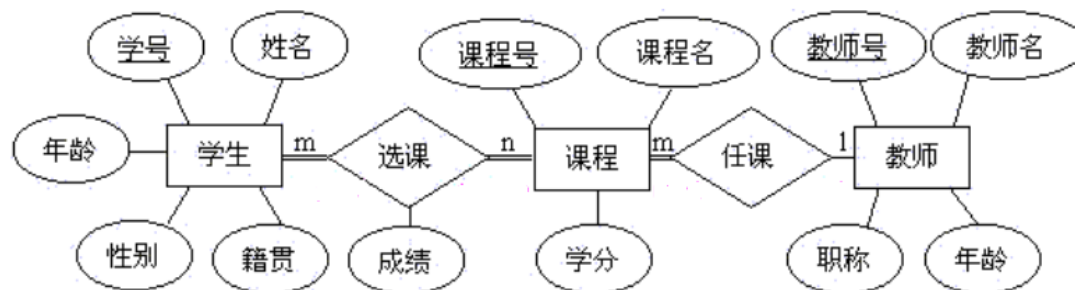 学号 姓名 课程号 课程名 教师号 教师名
年龄 学生 m 选课 n 课程 m 任课 1 教师
性别 籍贯 成绩 学分 职称 年龄